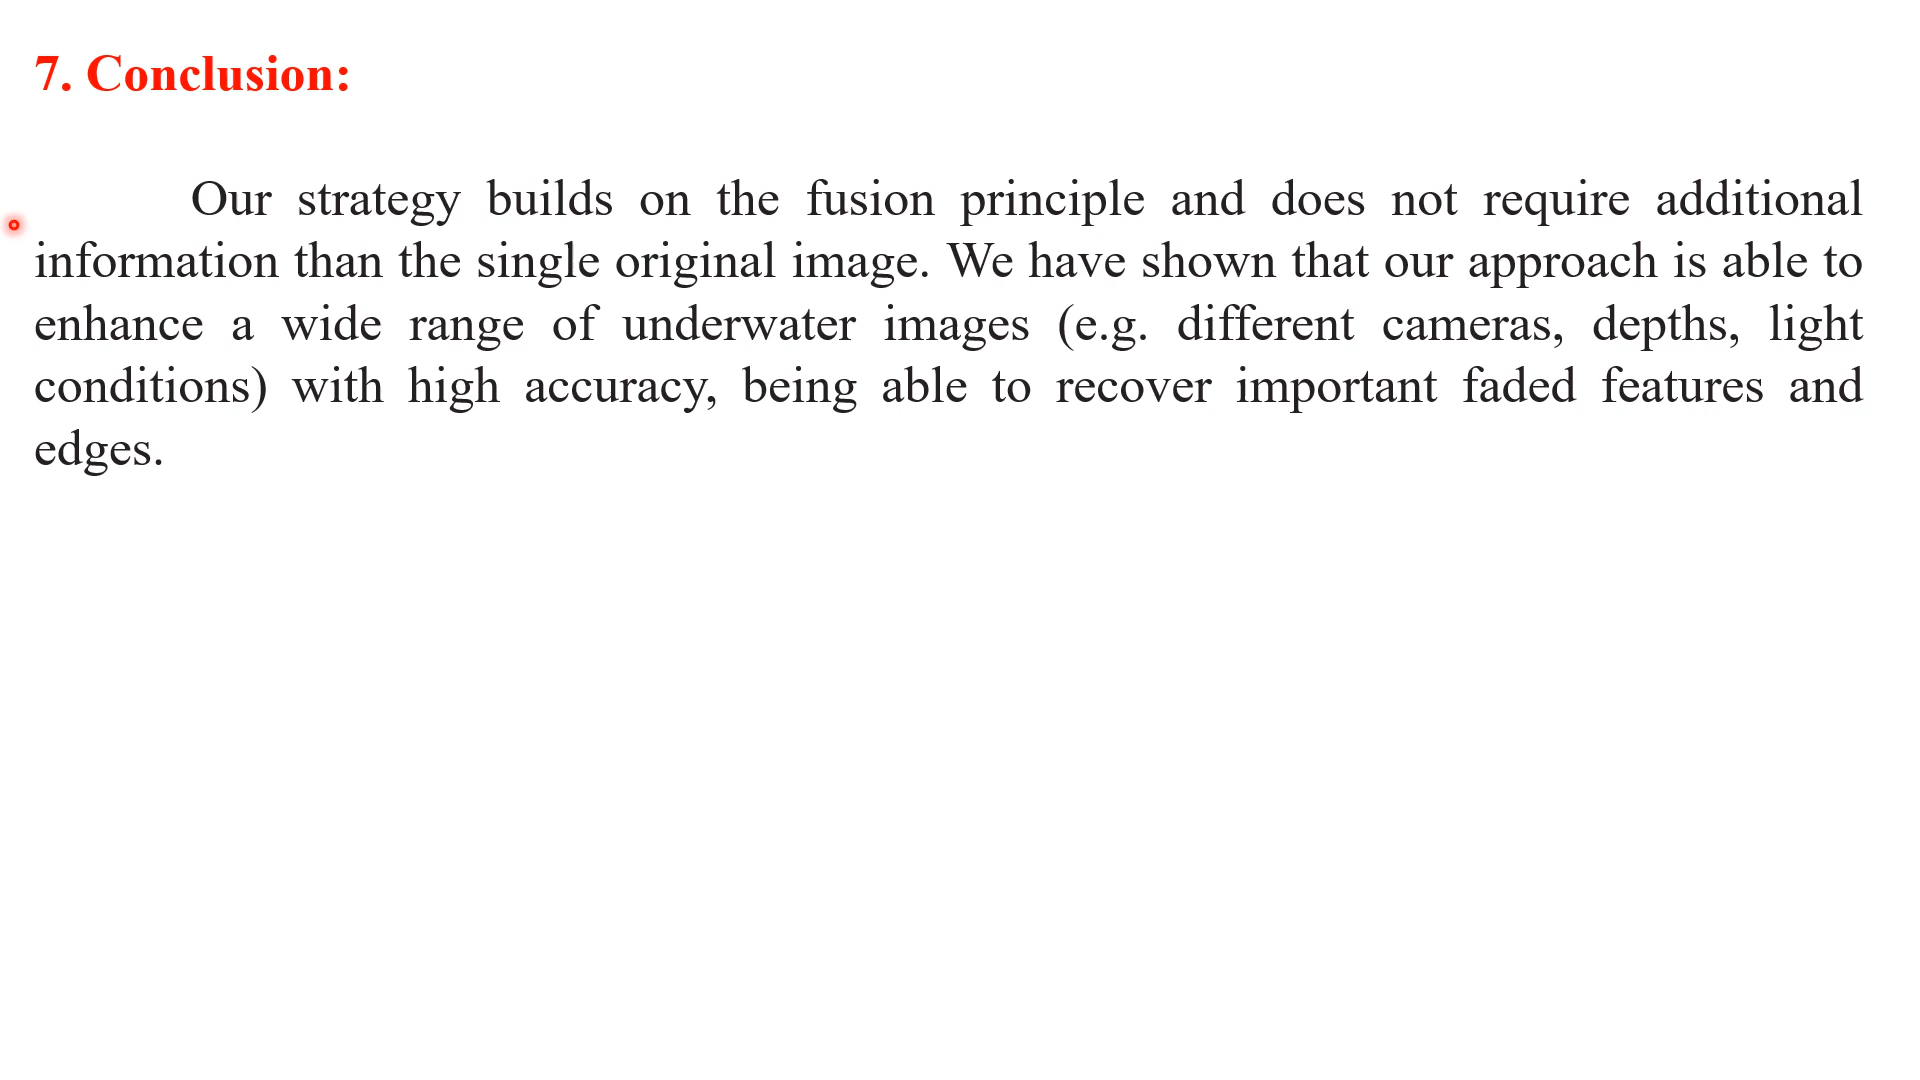 7. Conclusion:
Our strategy builds on the fusion principle and does not require additional
information than the single original image. We have shown that our approach is able to
enhance a wide range of underwater images (e.g. different cameras, depths, light
conditions) with high accuracy, being able to recover important faded features and
edges.